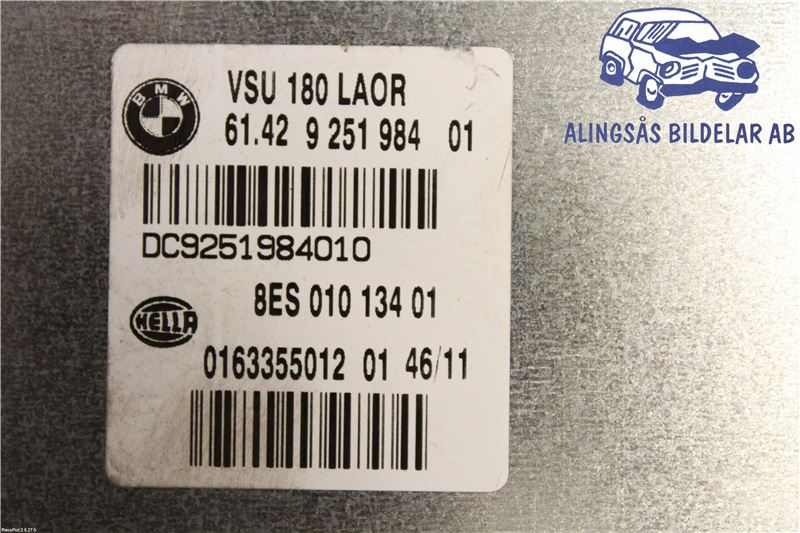 BMW
VSU 180 LAOR
61.42 9 251 984 01
DC9251984010
8ES 010 134 01
HELLA
0163355012 01 46/11
ALINGSÅS BILDELAR AB